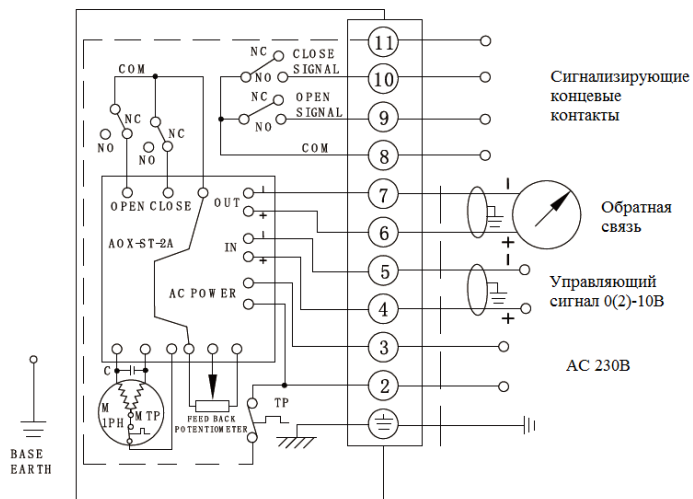 11
NC
CLOSE
SIGNAL
NO
10
Сигнализирующие
концевые
контакты
COM
NC
OPEN
SIGNAL
NO
9
NC
NC
NO
NO
COM
8
OPEN CLOSE
OUT
-
+
7
-
Обратная
связь
AOX-ST-2A
6
+
IN
-
+
5
-
Управляющий
сигнал 0(2)-10В
AC POWER
4
+
3
AC 230В
C
2
M
1PH
M TP
FEED BACK
POTENTIOMETER
TP
BASE
EARTH